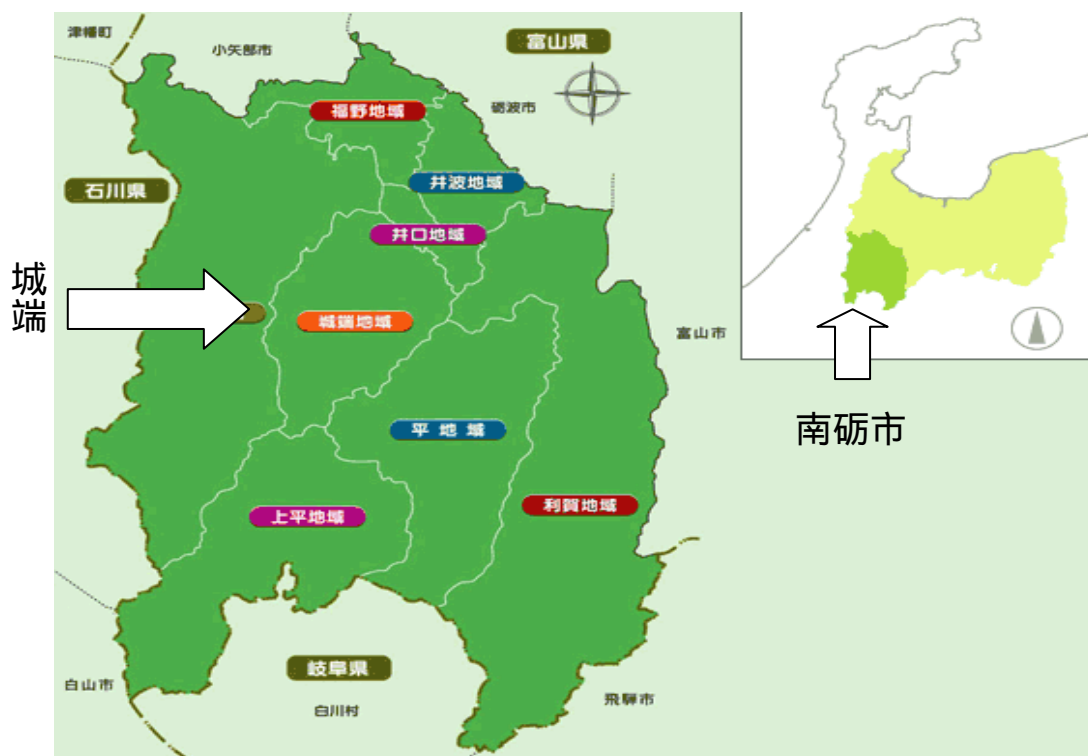 津幡町
小矢部市
富山県
福野地域
砺波市
石川県
井波地域
井口地域
城端
城端地域
富山市
平地域
南砺市
利賀地域
上平地域
岐阜県
白山市
白川村
飛騨市